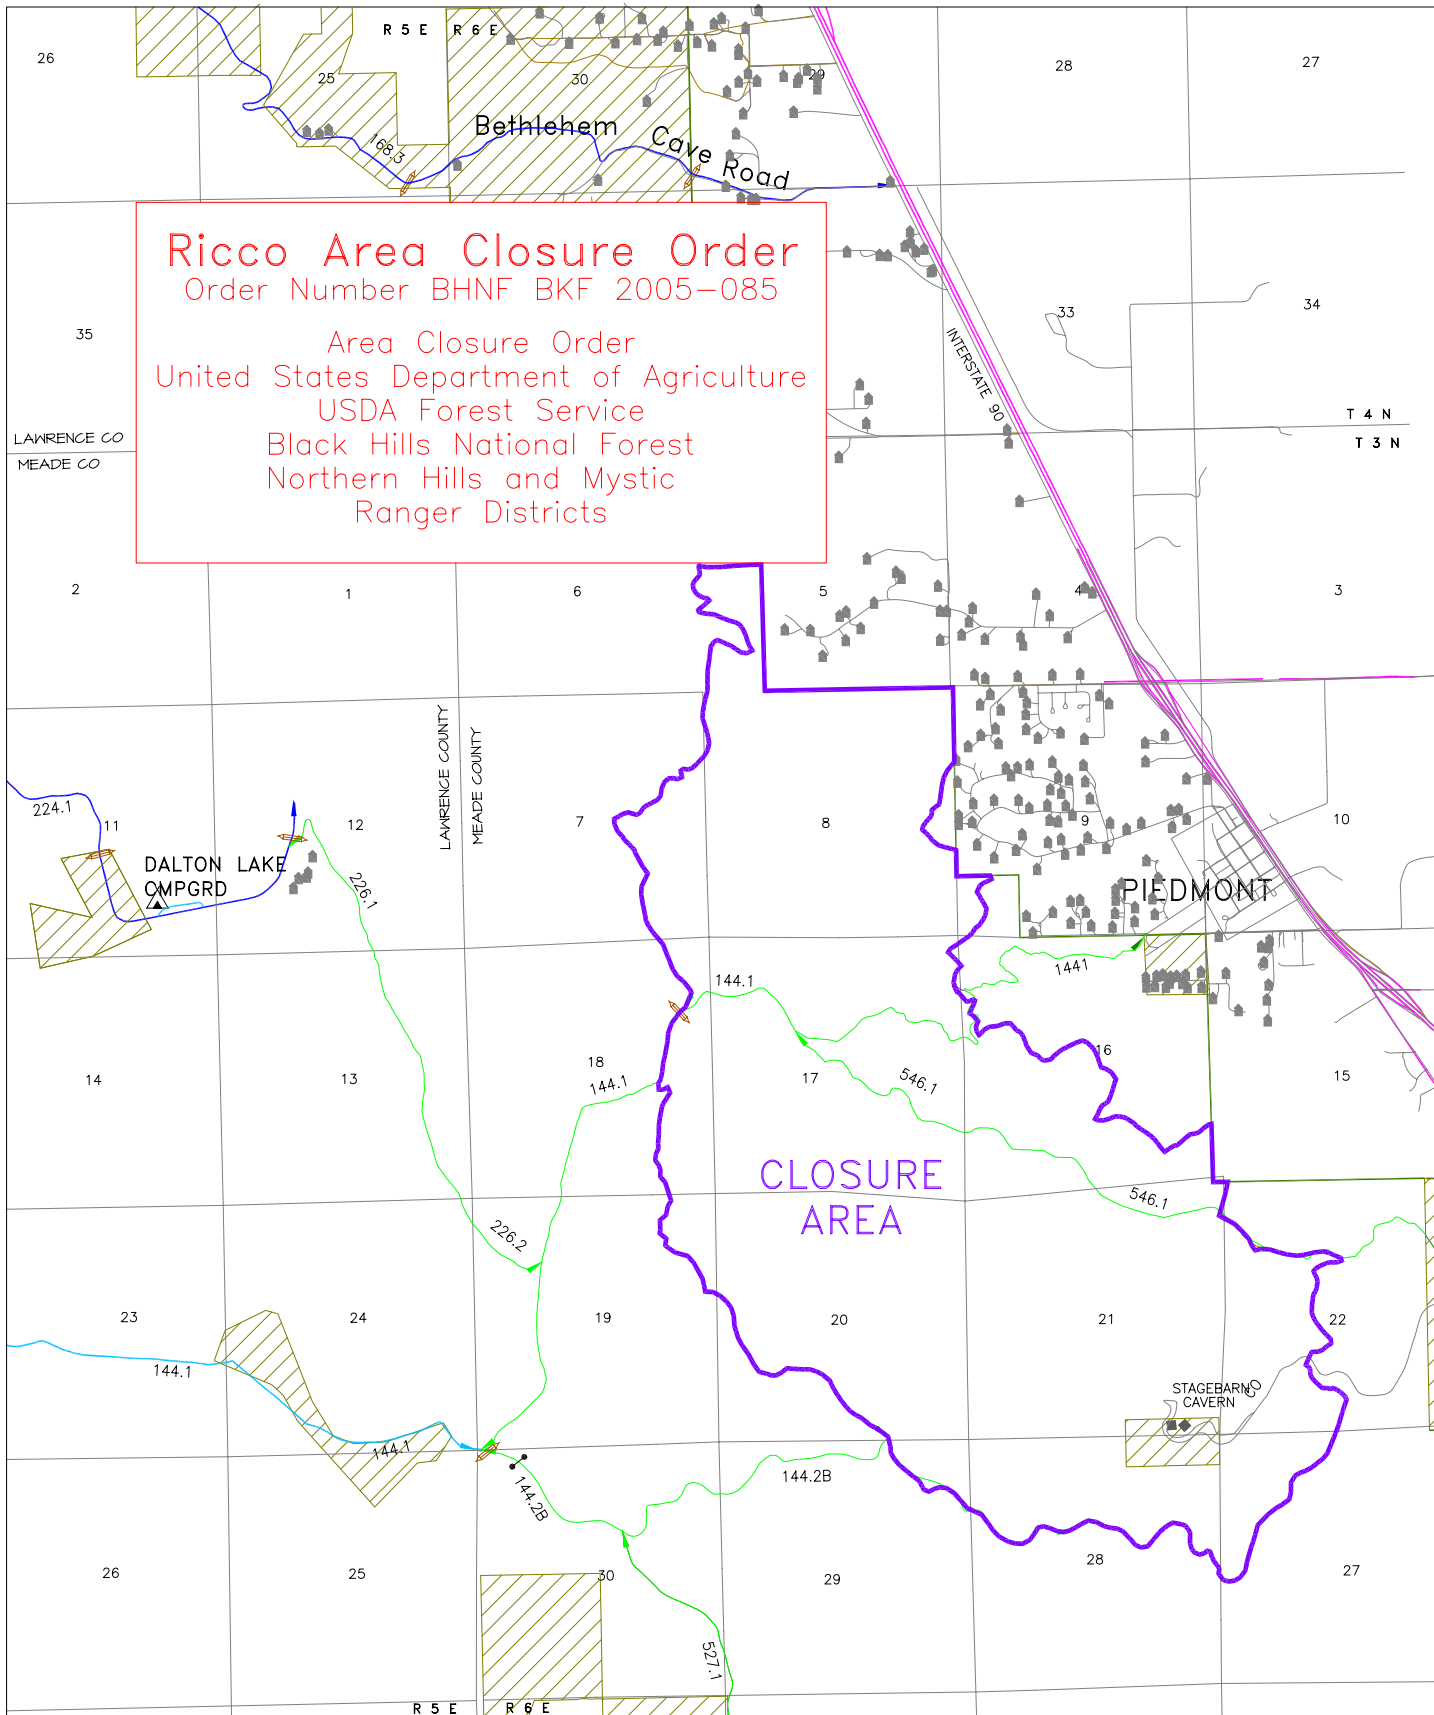 R 5 E   R 6 E
26
25
30
29
28
27
168.3
Bethlehem Cave Road
Ricco Area Closure Order
Order Number BHNF BKF 2005-085
Area Closure Order
United States Department of Agriculture
USDA Forest Service
Black Hills National Forest
Northern Hills and Mystic
Ranger Districts
35
33
34
INTERSTATE 90
T 4 N
T 3 N
LAWRENCE CO
MEADE CO
2
1
6
5
4
3
LAWRENCE COUNTY
MEADE COUNTY
224.1
11
12
7
8
9
10
DALTON LAKE
CMPGRD
226.1
PIEDMONT
144.1
1441
14
13
18
144.1
17
546.1
16
15
CLOSURE
AREA
546.1
226.2
23
24
19
20
21
22
144.1
STAGEBARN
CAVERN
CO
144.1
144.2B
144.2B
26
25
30
29
28
27
527.1
R 5 E   R 6 E